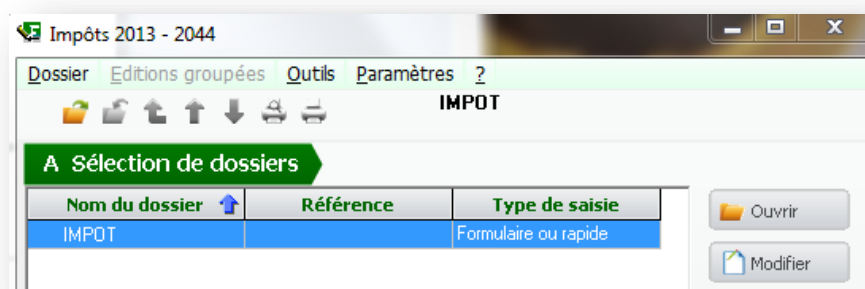 Impôts 2013 - 2044
Dossier Editions groupées Outils Paramètres ?
IMPOT
A Sélection de dossiers
Nom du dossier Référence Type de saisie
IMPOT Formulaire ou rapide
Ouvrir
Modifier